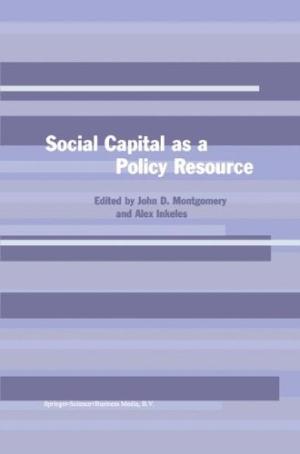 Social Capital as a
Policy Resource
Edited by John D. Montgomery
and Alex Inkeles
Springer-Science+Business Media, B.V.